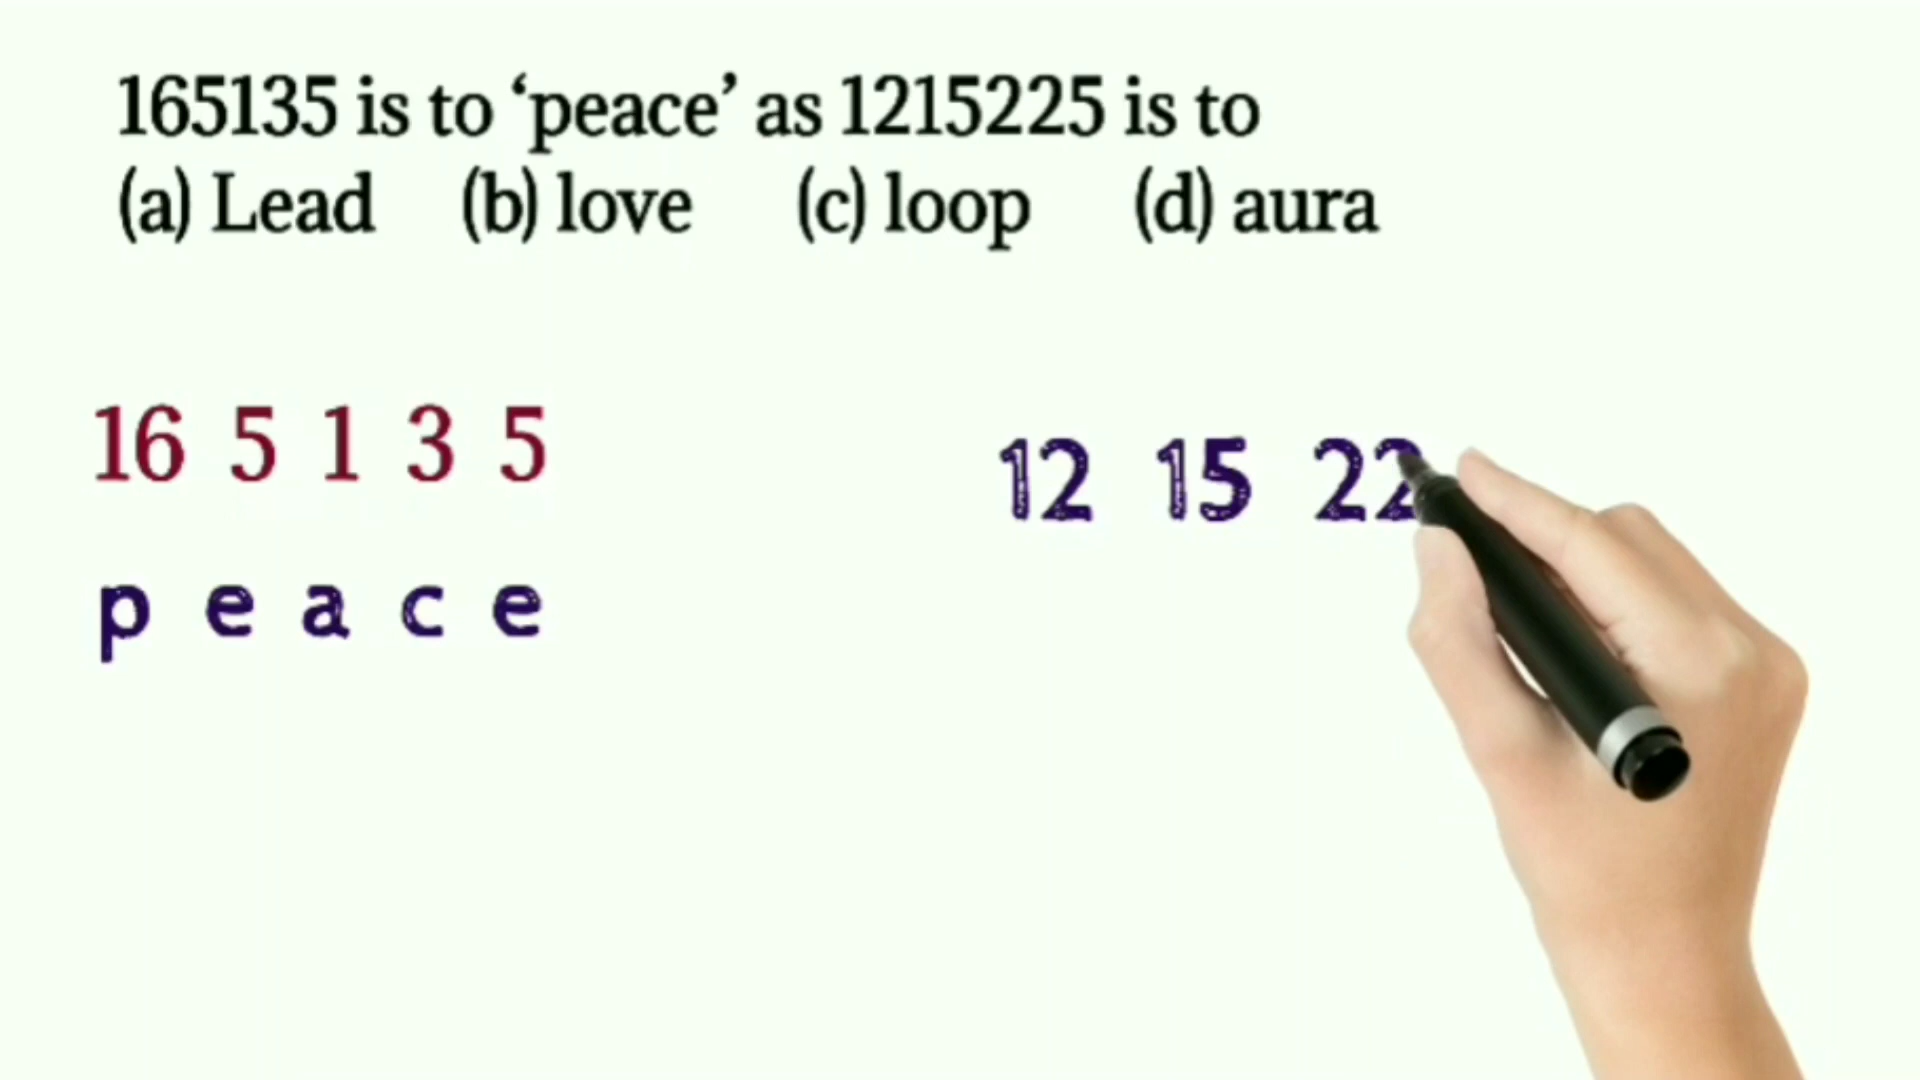 165135 is to ‘peace’ as 1215225 is to
(a) Lead (b) love (c) loop (d) aura
16 5 1 3 5
12 15 22
p e a c e